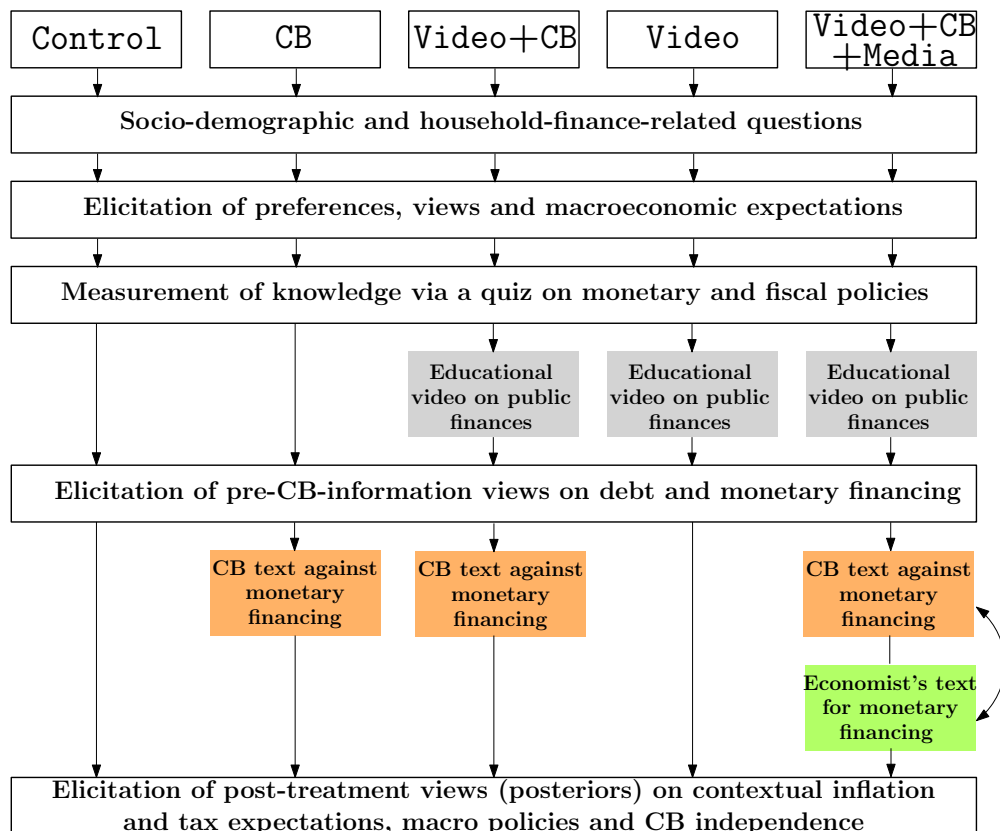 Control
CB
Video+CB
Video
Video+CB
+Media
Socio-demographic and household-finance-related questions
Elicitation of preferences, views and macroeconomic expectations
Measurement of knowledge via a quiz on monetary and fiscal policies
Educational
video on public
finances
Educational
video on public
finances
Educational
video on public
finances
Elicitation of pre-CB-information views on debt and monetary financing
CB text against
monetary
financing
CB text against
monetary
financing
CB text against
monetary
financing
Economist's text
for monetary
financing
Elicitation of post-treatment views (posteriors) on contextual inflation
and tax expectations, macro policies and CB independence